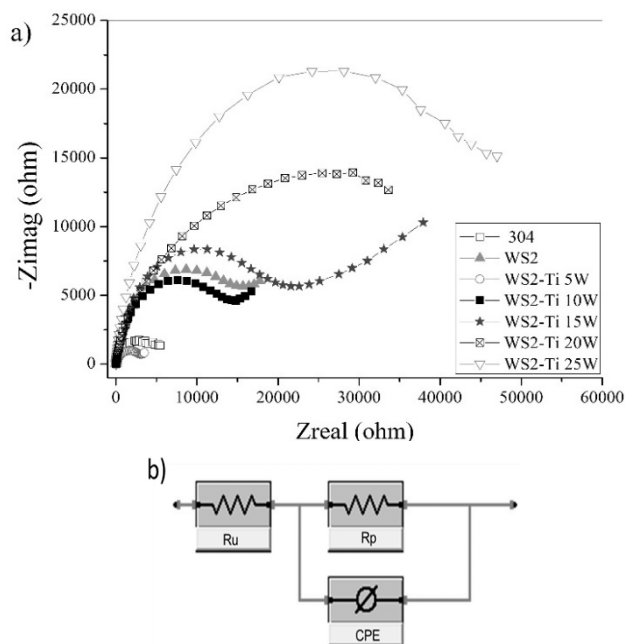 a)
25000
20000
15000
10000
5000
0
-Zimag (ohm)
304
WS2
WS2-Ti 5W
WS2-Ti 10W
WS2-Ti 15W
WS2-Ti 20W
WS2-Ti 25W
0 10000 20000 30000 40000 50000 60000
Zreal (ohm)
b)
Ru Rp
CPE